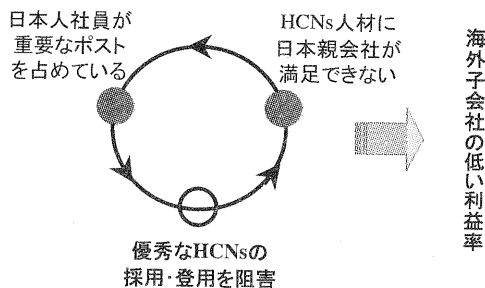 日本人社員が
重要なポスト
を占めている
HCNs人材に
日本親会社が
満足できない
優秀なHCNsの
採用・登用を阻害
海外子会社の低い利益率